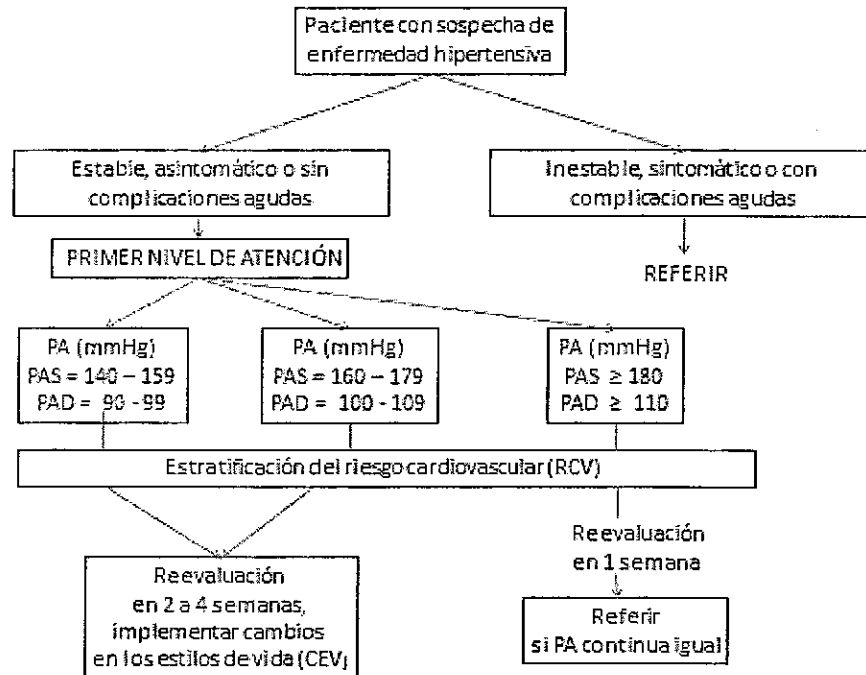 Paciente con sospecha de
enfermedad hipertensiva
Estable, asintomático o sin
complicaciones agudas
Inestable, sintomático o con
complicaciones agudas
PRIMER NIVEL DE ATENCIÓN
REFERIR
PA (mmHg)
PAS = 140 – 159
PAD = 90 - 99
PA (mmHg)
PAS = 160 – 179
PAD = 100 - 109
PA (mmHg)
PAS ≥ 180
PAD ≥ 110
Estratificación del riesgo cardiovascular (RCV)
Reevaluación
en 2 a 4 semanas,
implementar cambios
en los estilos de vida (CEV)
Reevaluación
en 1 semana
Referir
si PA continua igual